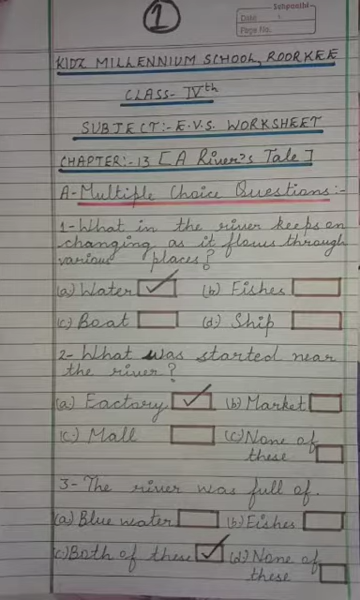 1
Sehpanthi
Date
Page No.
KIDZ MILLENNIUM SCHOOL, ROORKEE
CLASS- IVth
SUBJECT:- E.V.S. WORKSHEET
CHAPTER:- 13 [A River's Tale]
A- Multiple Choice Questions:-
1- What in the river keeps on
changing as it flows through
various places?
(a) Water ✓ (b) Fishes
(c) Boat (d) Ship
2- What was started near
the river?
(a) Factory ✓ (b) Market
(c) Mall (c) None of
these
3- The river was full of.
(a) Blue water (b) Fishes
(c) Both of these ✓ (d) None of
these